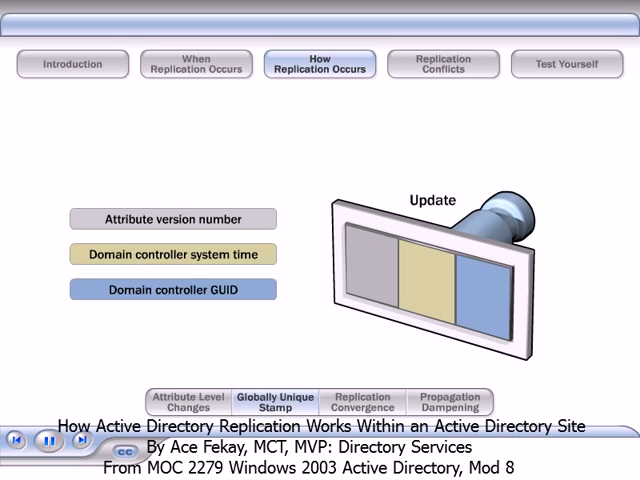 Introduction
When
Replication Occurs
How
Replication Occurs
Replication
Conflicts
Test Yourself
Update
Attribute version number
Domain controller system time
Domain controller GUID
Attribute Level
Changes
Globally Unique
Stamp
Replication
Convergence
Propagation
Dampening
How Active Directory Replication Works Within an Active Directory Site
cc
By Ace Fekay, MCT, MVP: Directory Services
From MOC 2279 Windows 2003 Active Directory, Mod 8